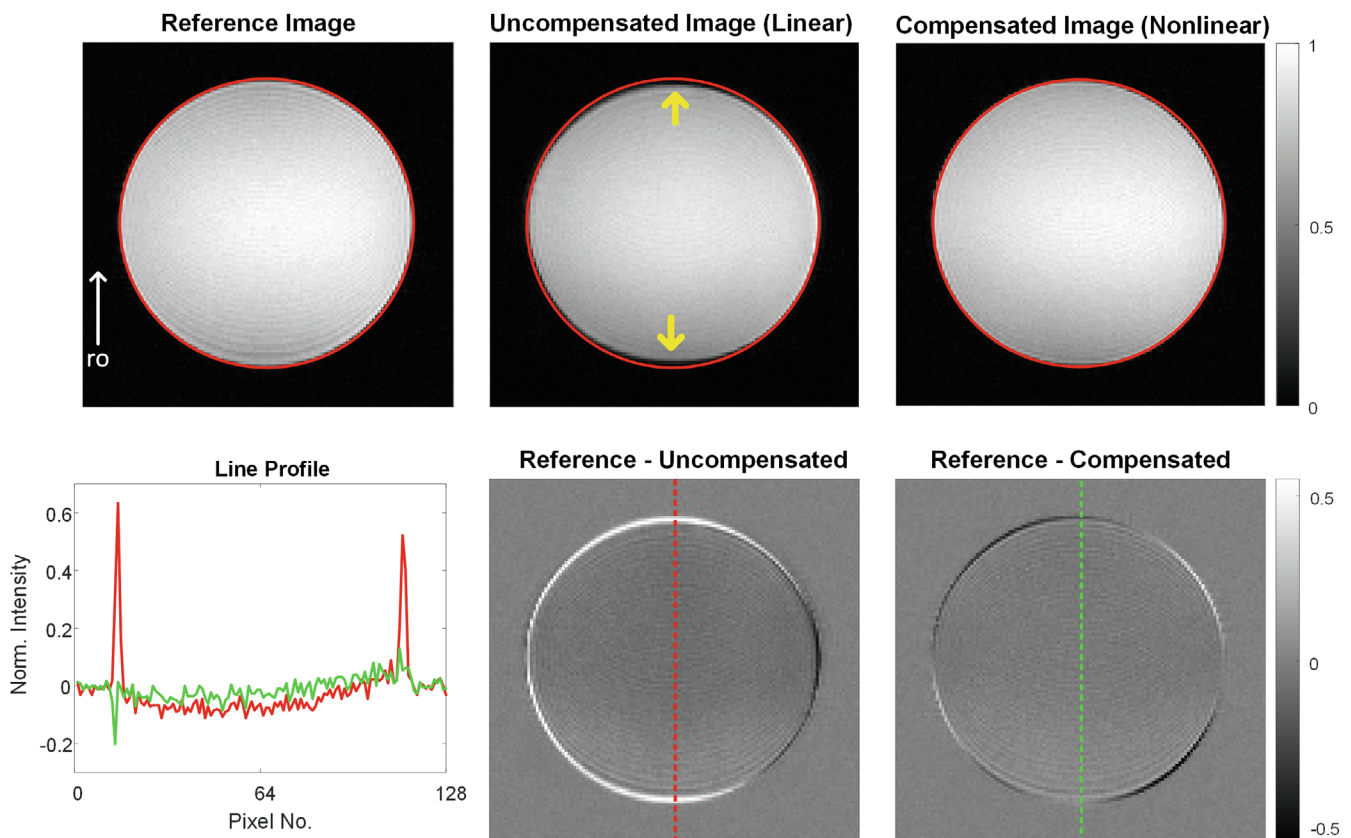 Reference Image
Uncompensated Image (Linear)
Compensated Image (Nonlinear)
ro
1
0.5
0
Line Profile
Norm. Intensity
0.6
0.4
0.2
0
-0.2
0
64
128
Pixel No.
Reference - Uncompensated
Reference - Compensated
0.5
0
-0.5